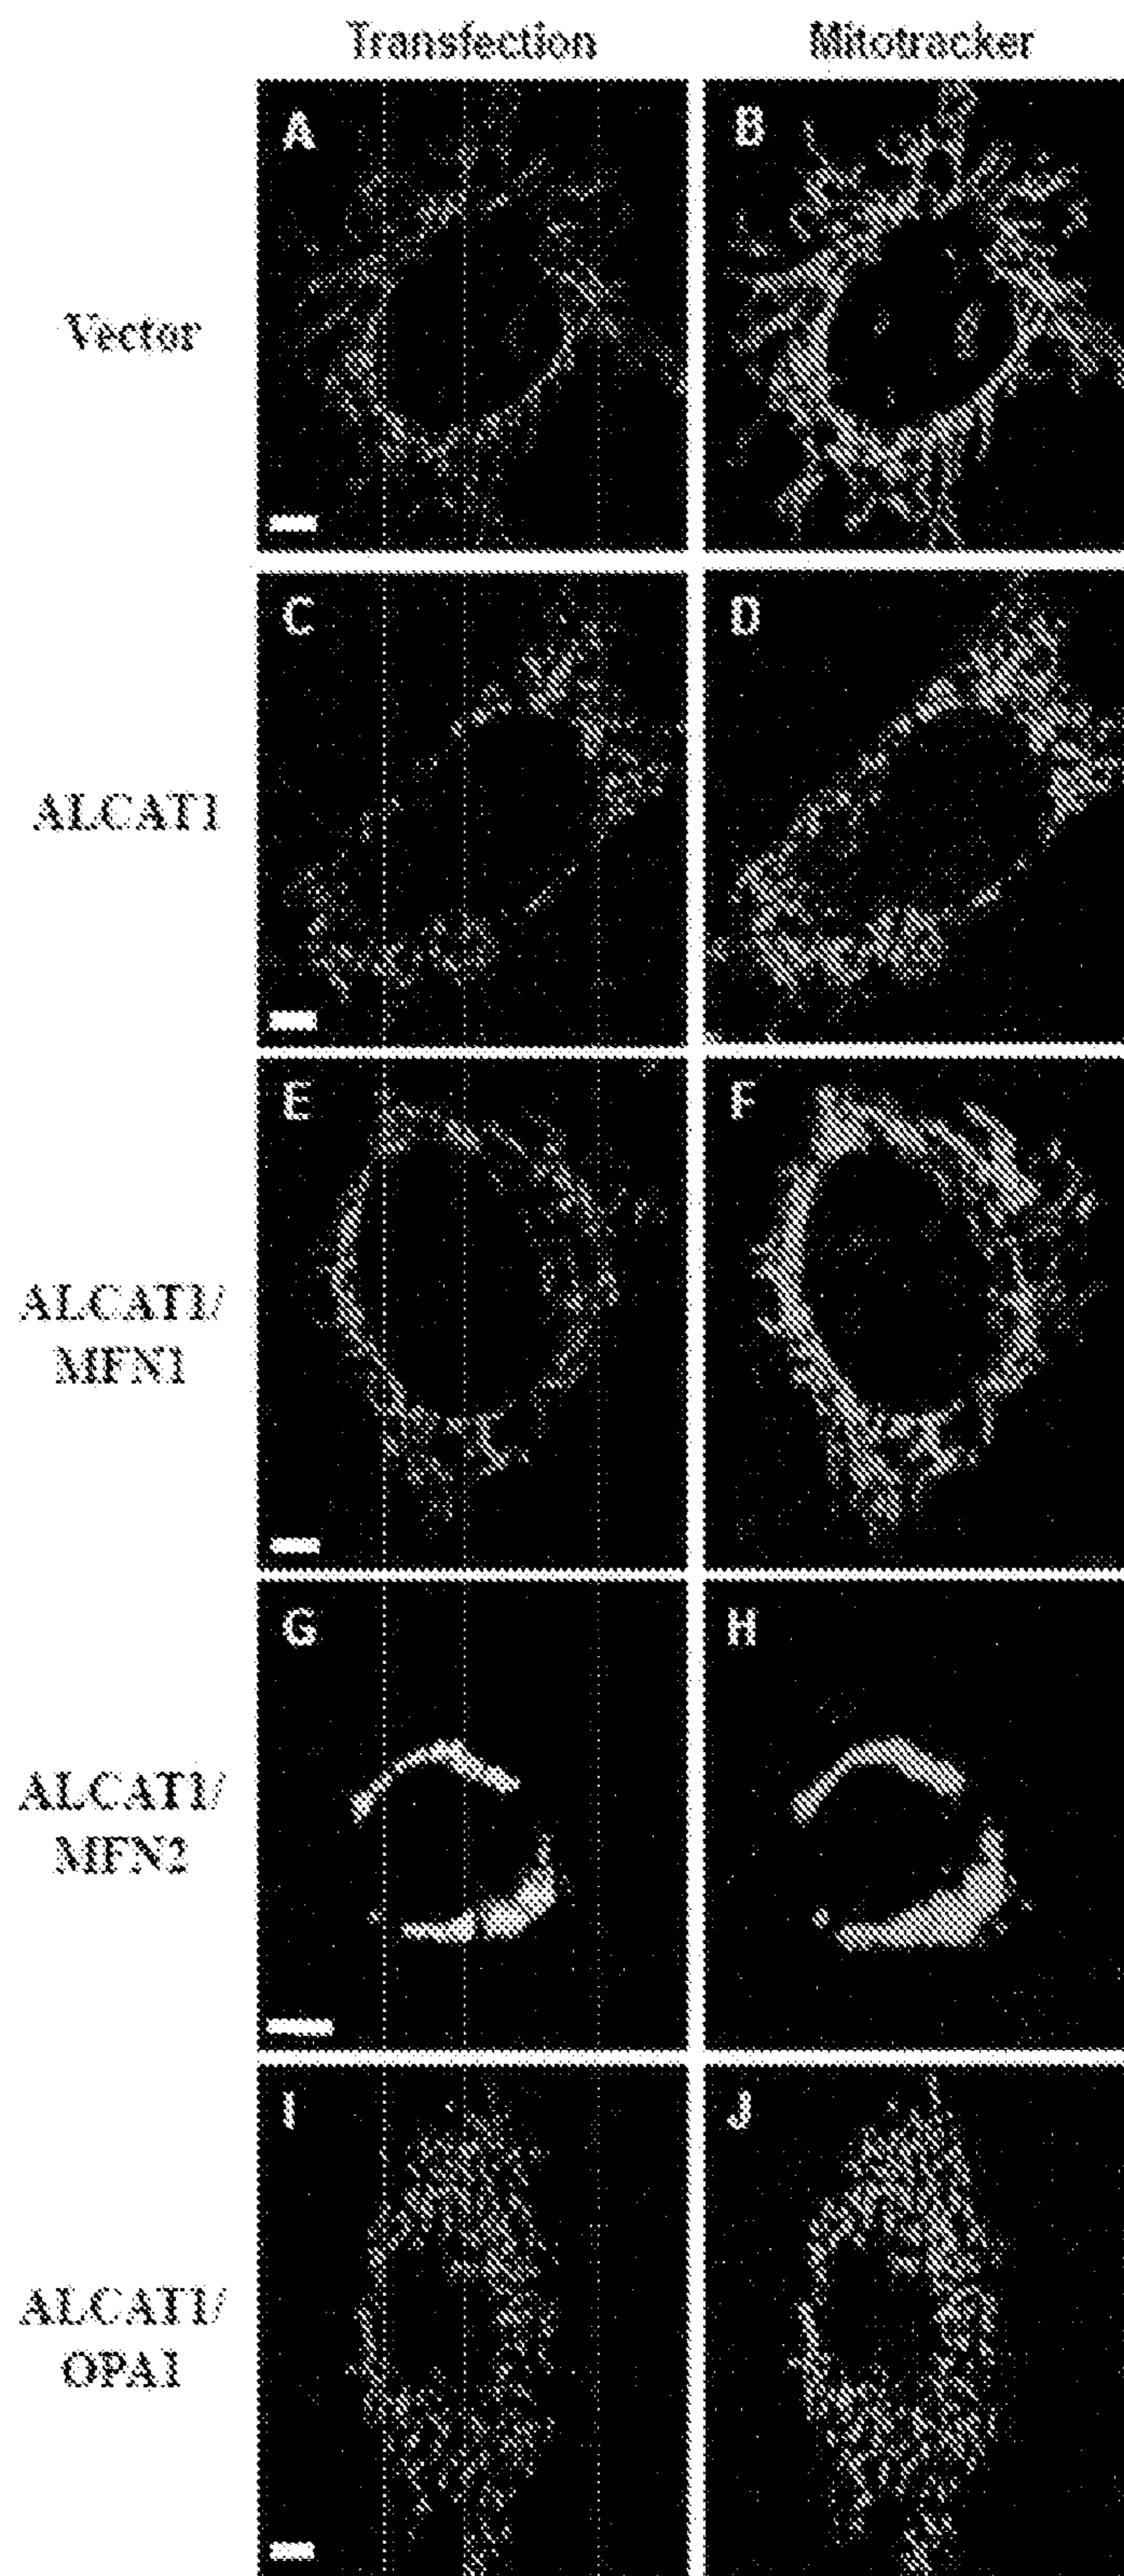 Transfection Mitotracker
A B
Vector
C D
ALCAT1
E F
ALCAT1/
MFN1
G H
ALCAT1/
MFN2
I J
ALCAT1/
OPA1